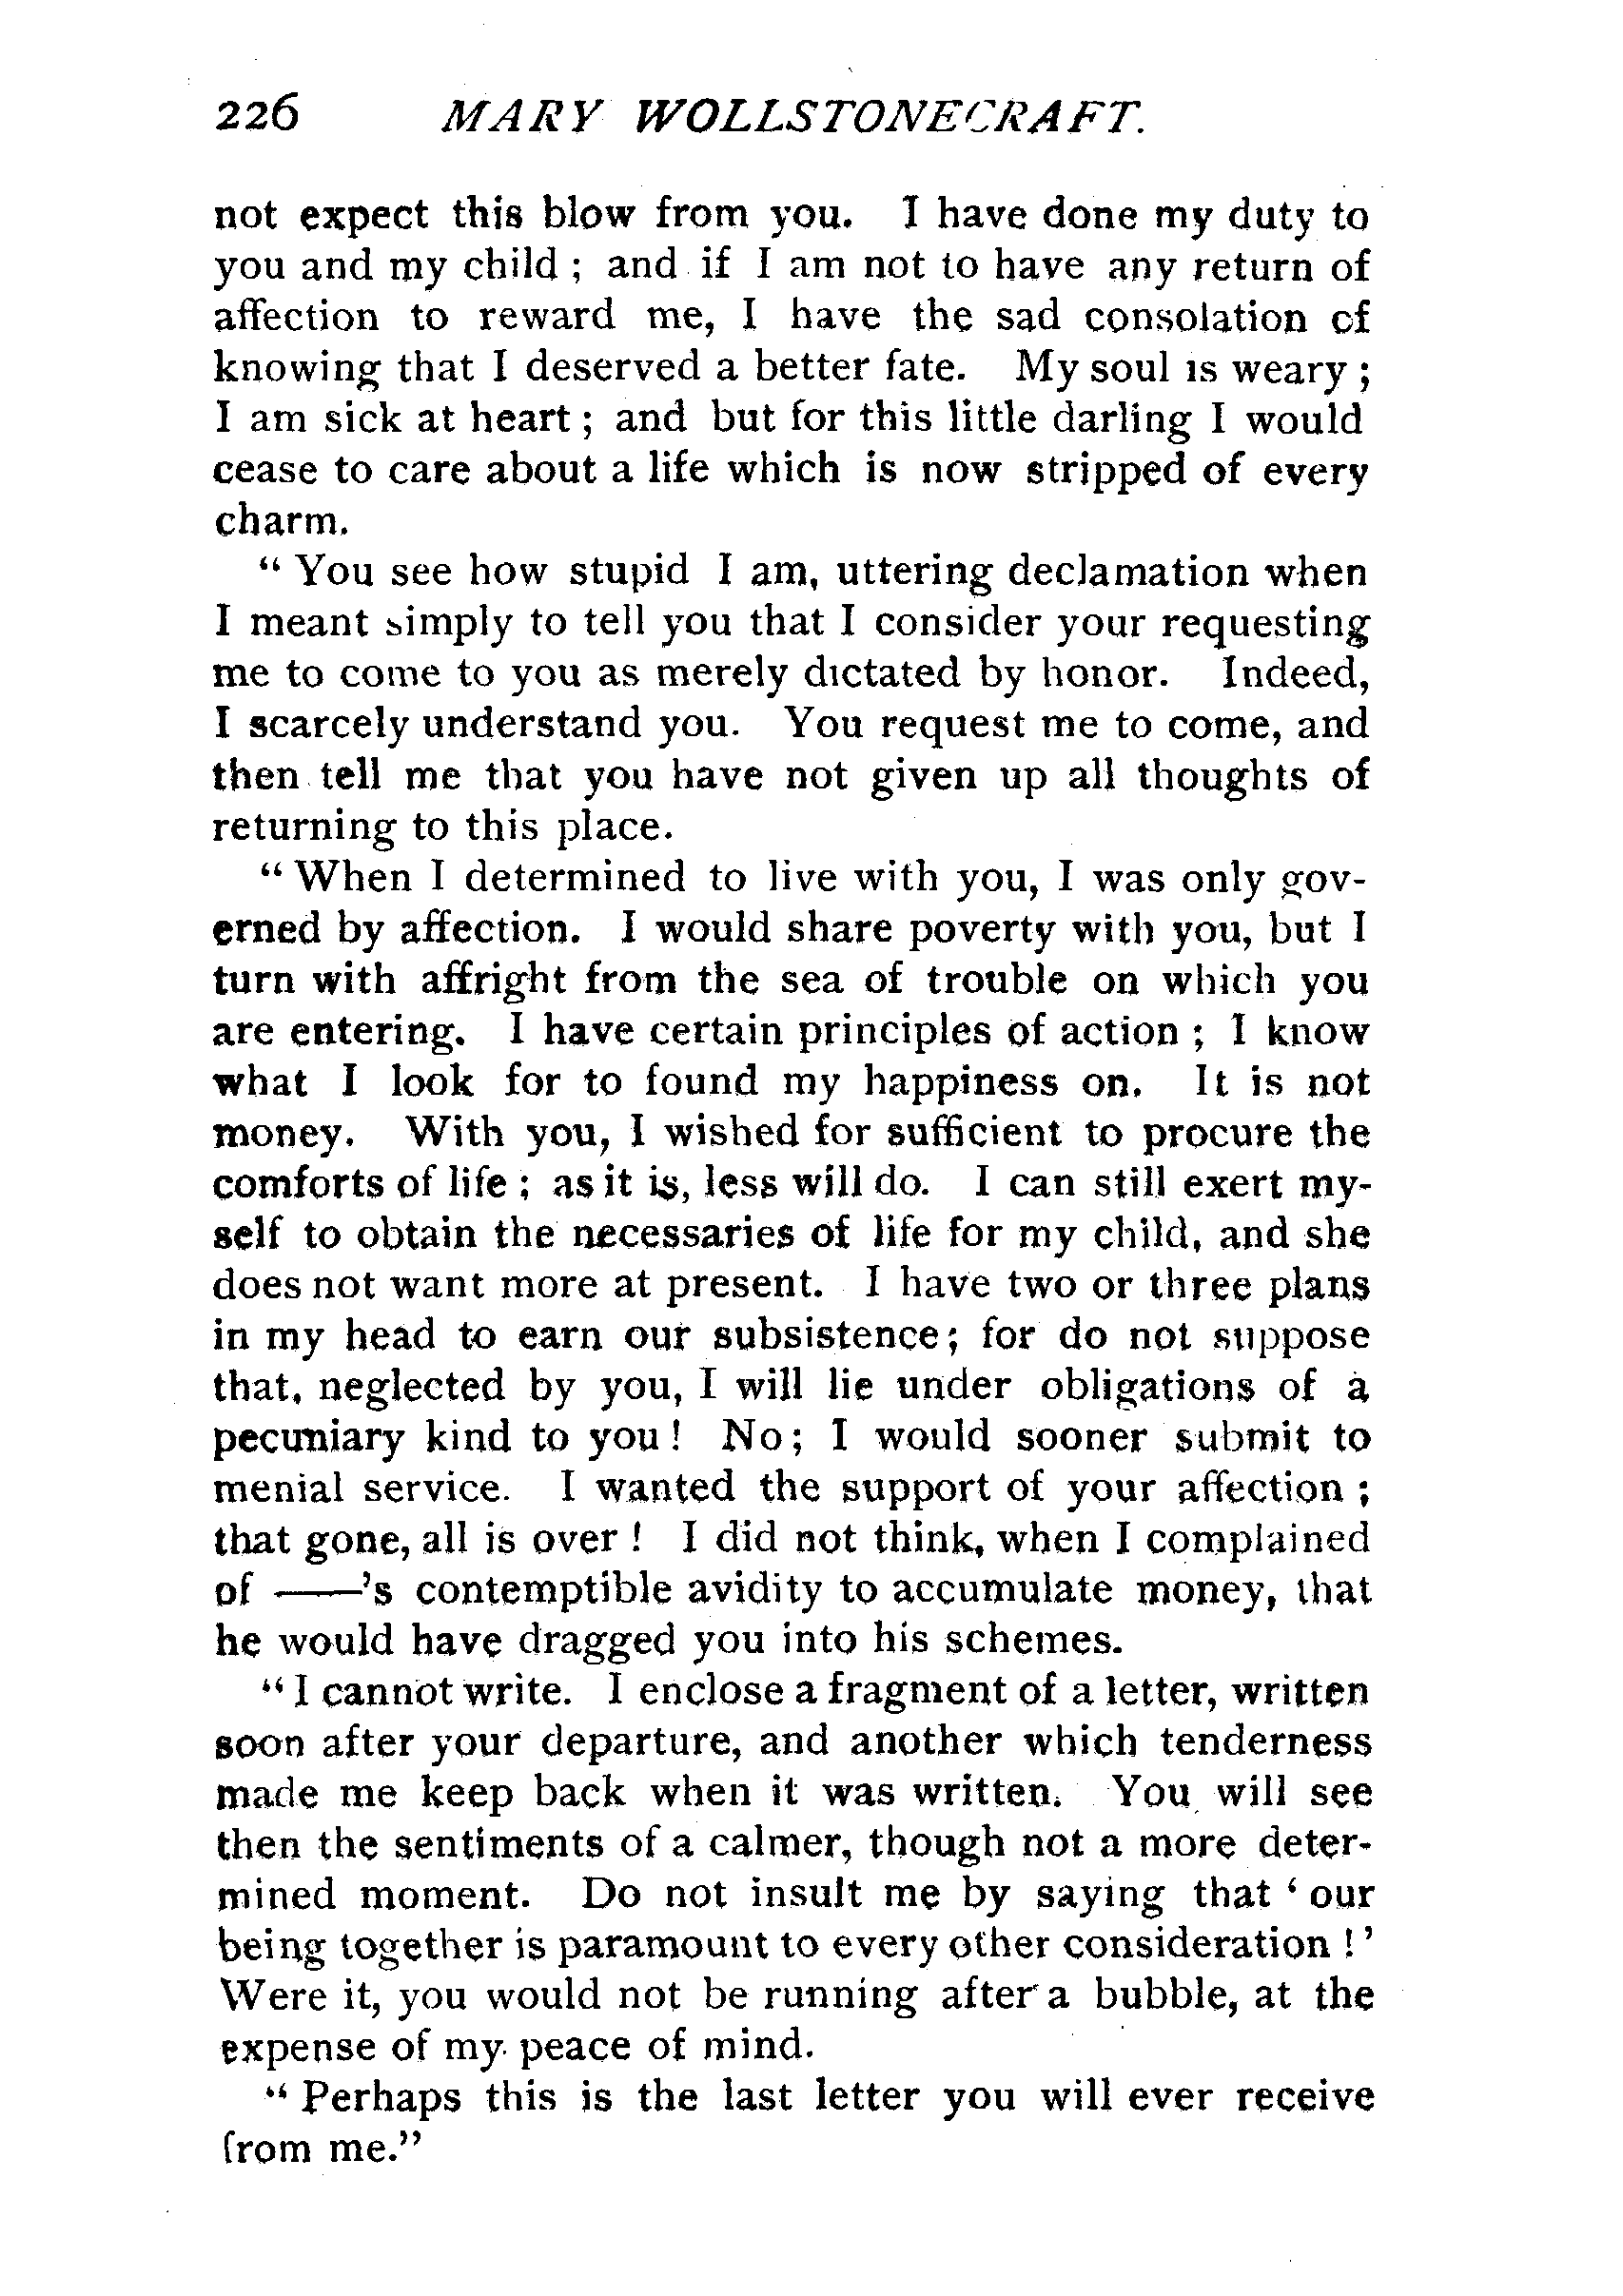 226 MARY WOLLSTONECRAFT.
not expect this blow from you. I have done my duty to
you and my child ; and if I am not to have any return of
affection to reward me, I have the sad consolation of
knowing that I deserved a better fate. My soul is weary ;
I am sick at heart ; and but for this little darling I would
cease to care about a life which is now stripped of every
charm.
“ You see how stupid I am, uttering declamation when
I meant simply to tell you that I consider your requesting
me to come to you as merely dictated by honor. Indeed,
I scarcely understand you. You request me to come, and
then tell me that you have not given up all thoughts of
returning to this place.
“ When I determined to live with you, I was only gov-
erned by affection. I would share poverty with you, but I
turn with affright from the sea of trouble on which you
are entering. I have certain principles of action ; I know
what I look for to found my happiness on. It is not
money. With you, I wished for sufficient to procure the
comforts of life ; as it is, less will do. I can still exert my-
self to obtain the necessaries of life for my child, and she
does not want more at present. I have two or three plans
in my head to earn our subsistence ; for do not suppose
that, neglected by you, I will lie under obligations of a
pecuniary kind to you ! No ; I would sooner submit to
menial service. I wanted the support of your affection ;
that gone, all is over ! I did not think, when I complained
of ——’s contemptible avidity to accumulate money, that
he would have dragged you into his schemes.
“ I cannot write. I enclose a fragment of a letter, written
soon after your departure, and another which tenderness
made me keep back when it was written. You will see
then the sentiments of a calmer, though not a more deter-
mined moment. Do not insult me by saying that ‘ our
being together is paramount to every other consideration ! ’
Were it, you would not be running after a bubble, at the
expense of my peace of mind.
“ Perhaps this is the last letter you will ever receive
from me.”